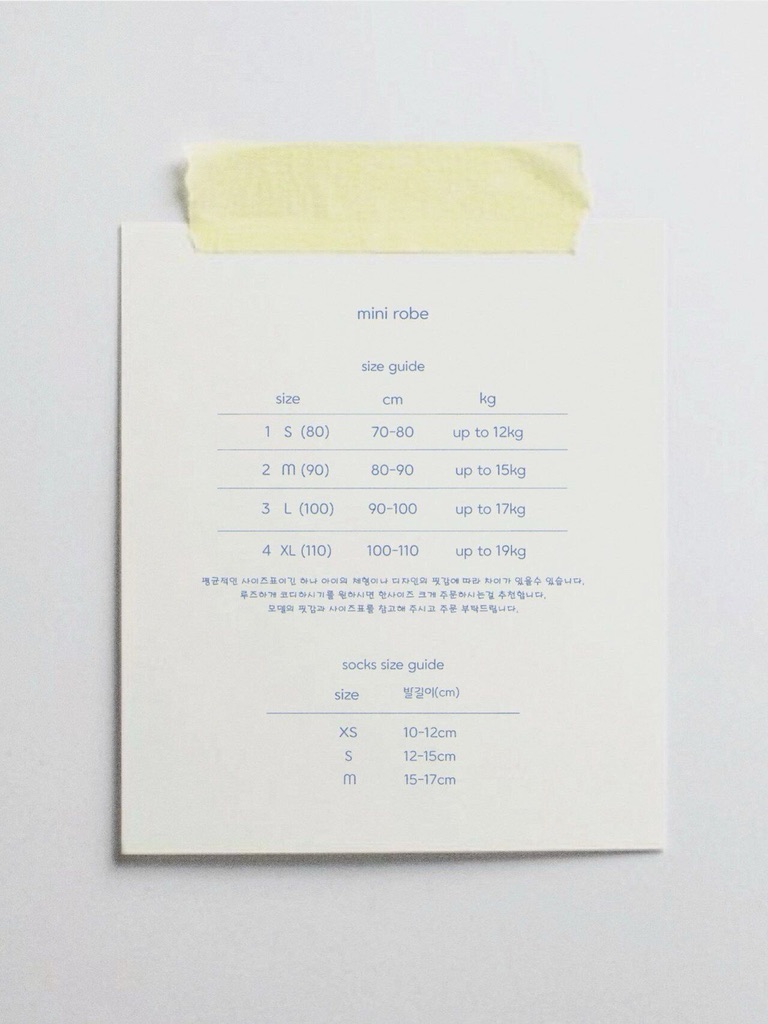 mini robe
size guide
size cm kg
1 S (80) 70-80 up to 12kg
2 M (90) 80-90 up to 15kg
3 L (100) 90-100 up to 17kg
4 XL (110) 100-110 up to 19kg
평균적인 사이즈표이긴 하나 아이의 체형이나 디자인의 핏감에 따라 차이가 있을수 있습니다.
루즈하게 코디하시기를 원하시면 한사이즈 크게 주문하시는걸 추천합니다.
모델의 핏감과 사이즈표를 참고해 주시고 주문 부탁드립니다.
socks size guide
size 발길이(cm)
XS 10-12cm
S 12-15cm
M 15-17cm